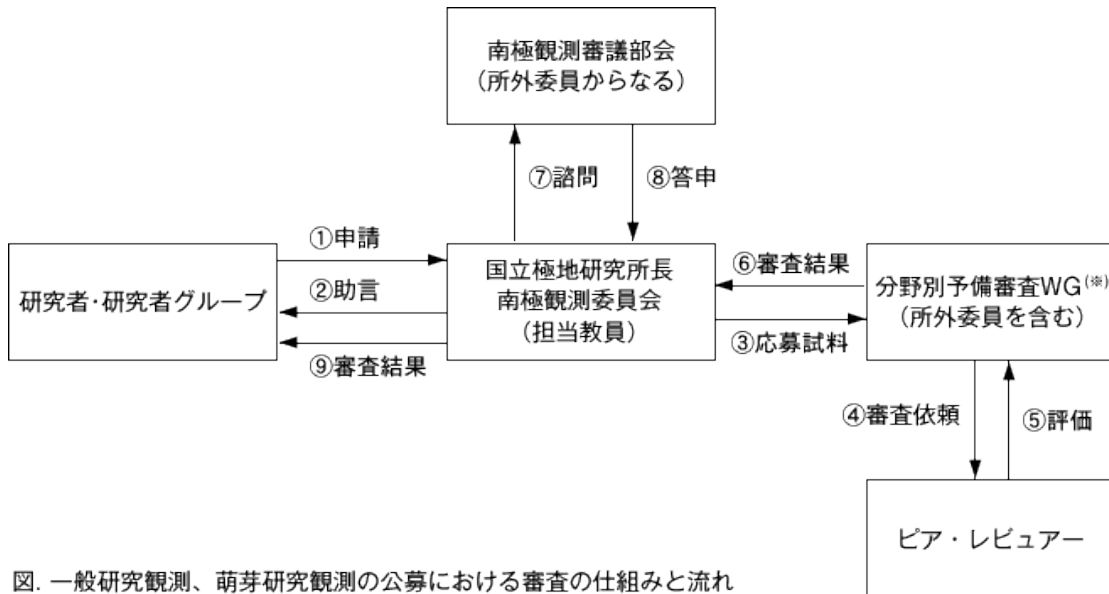 南極観測審議部会
（所外委員からなる）
⑦諮問
⑧答申
①申請
②助言
⑨審査結果
研究者・研究者グループ
国立極地研究所長
南極観測委員会
（担当教員）
⑥審査結果
③応募試料
分野別予備審査WG(※)
（所外委員を含む）
④審査依頼
⑤評価
ピア・レビュアー
図. 一般研究観測、萌芽研究観測の公募における審査の仕組みと流れ